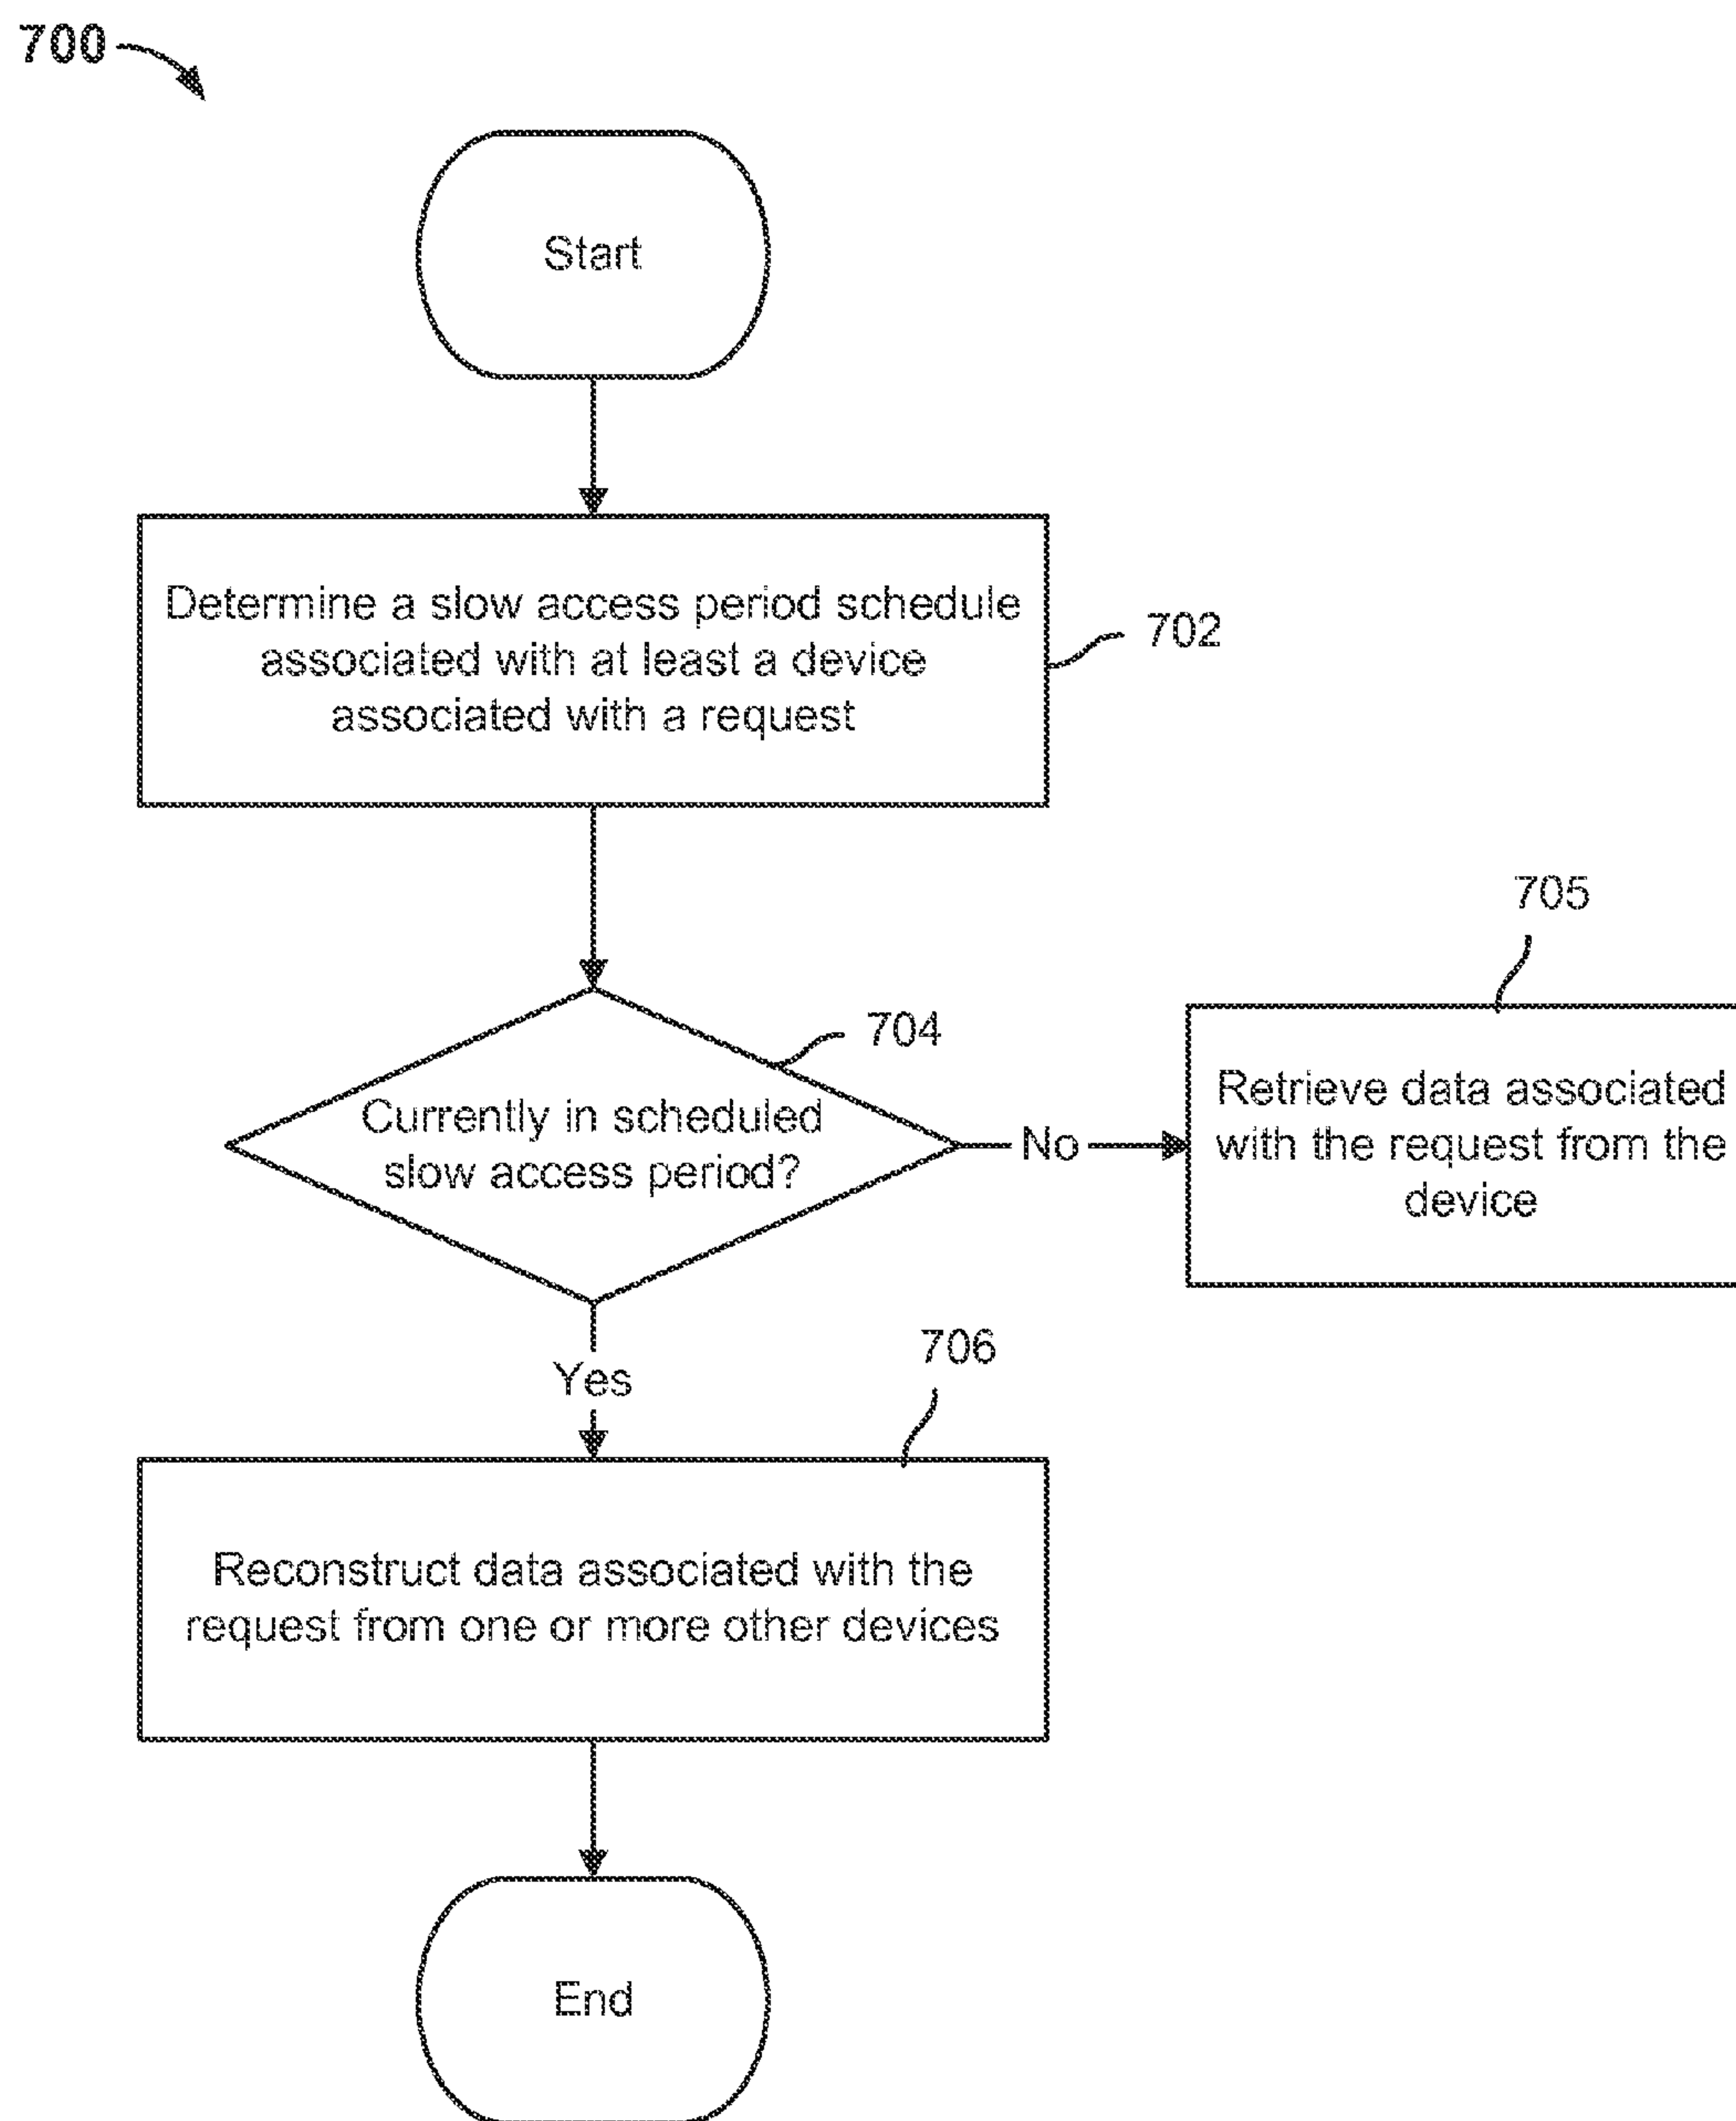 700
Start
Determine a slow access period schedule
associated with at least a device
associated with a request
702
704
Currently in scheduled
slow access period?
No
705
Retrieve data associated
with the request from the
device
Yes
706
Reconstruct data associated with the
request from one or more other devices
End